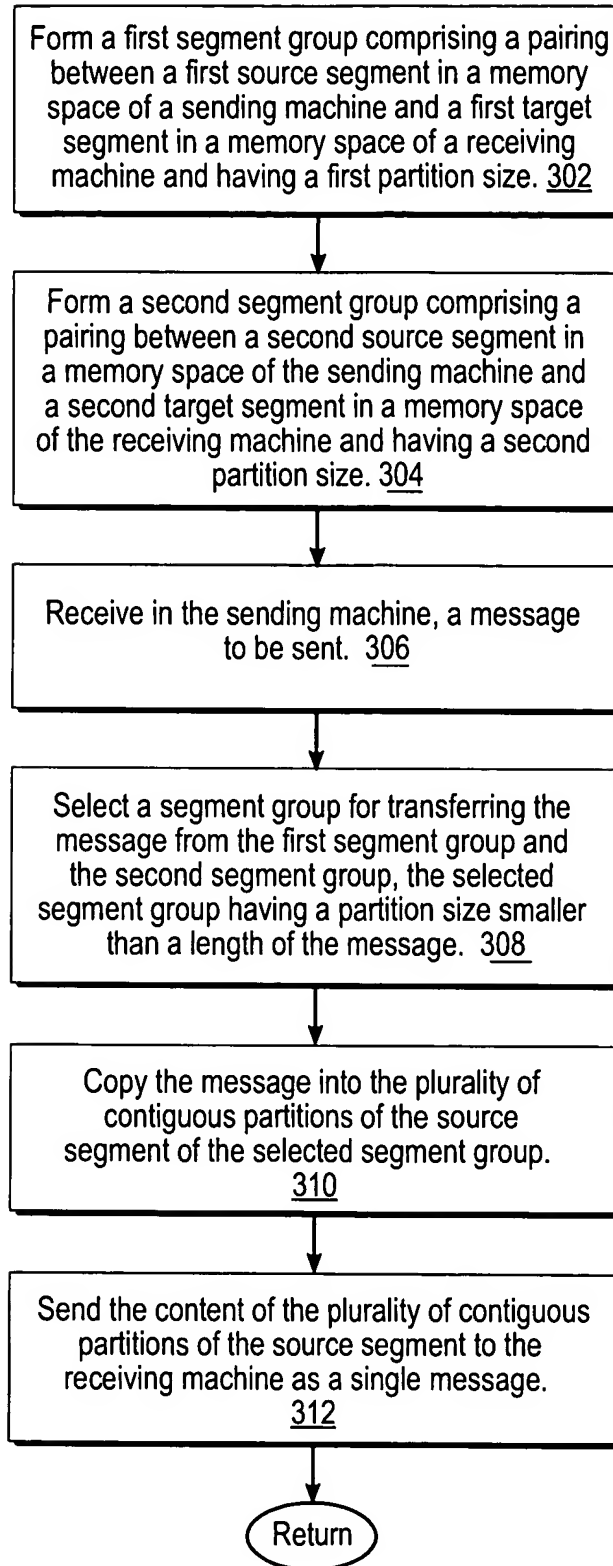 Form a first segment group comprising a pairing
between a first source segment in a memory
space of a sending machine and a first target
segment in a memory space of a receiving
machine and having a first partition size. 302
Form a second segment group comprising a
pairing between a second source segment in
a memory space of the sending machine and
a second target segment in a memory space
of the receiving machine and having a second
partition size. 304
Receive in the sending machine, a message
to be sent. 306
Select a segment group for transferring the
message from the first segment group and
the second segment group, the selected
segment group having a partition size smaller
than a length of the message. 308
Copy the message into the plurality of
contiguous partitions of the source
segment of the selected segment group.
310
Send the content of the plurality of contiguous
partitions of the source segment to the
receiving machine as a single message.
312
Return